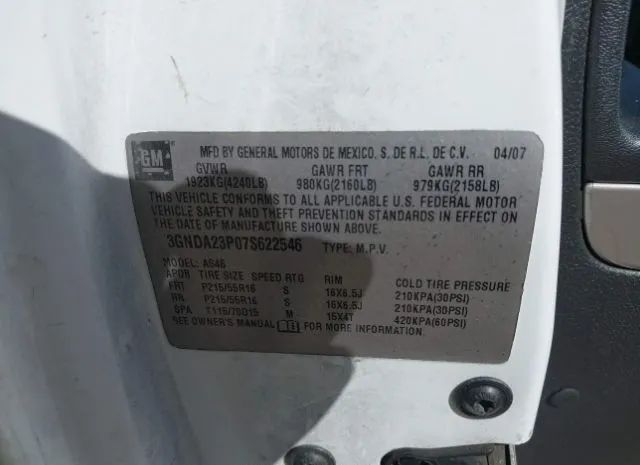 GM
MFD BY GENERAL MOTORS DE MEXICO, S. DE R.L. DE C.V. 04/07
GVWR GAWR FRT GAWR RR
1923KG(4240LB) 980KG(2160LB) 979KG(2158LB)
THIS VEHICLE CONFORMS TO ALL APPLICABLE U.S. FEDERAL MOTOR
VEHICLE SAFETY AND THEFT PREVENTION STANDARDS IN EFFECT ON
THE DATE OF MANUFACTURE SHOWN ABOVE.
3GNDA23P07S622546 TYPE: M.P.V.
MODEL: AS46
TIRE SIZE SPEED RTG RIM COLD TIRE PRESSURE
FRT P215/55R16 S 16X6.5J 210KPA(30PSI)
RR P215/55R16 S 16X6.5J 210KPA(30PSI)
SPA T115/70D15 M 15X4T 420KPA(60PSI)
SEE OWNER'S MANUAL FOR MORE INFORMATION.